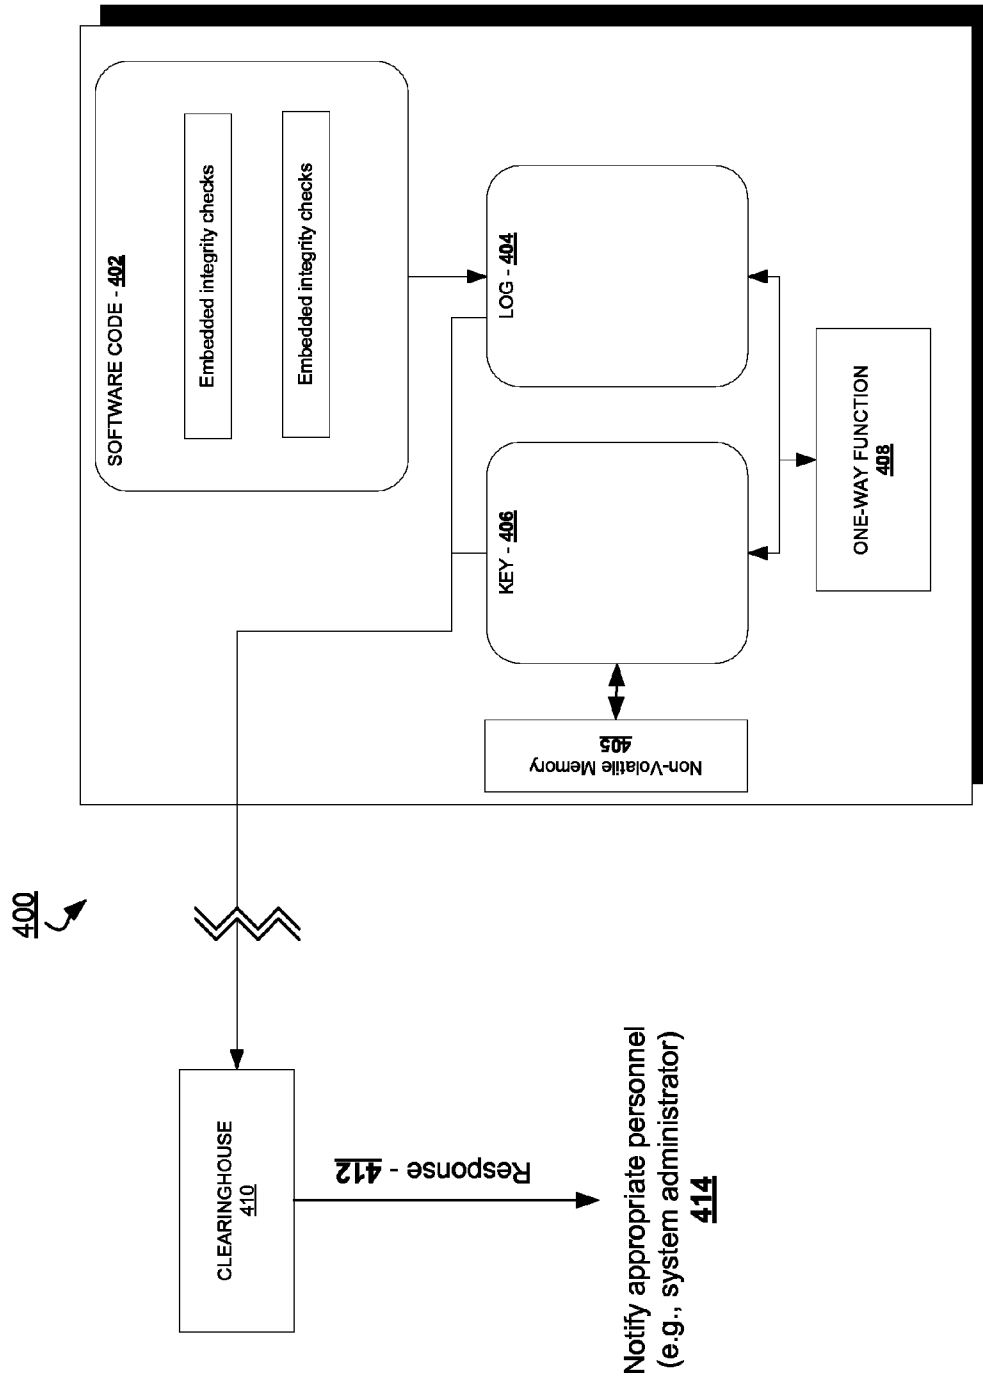 400
SOFTWARE CODE - 402
Embedded integrity checks
Embedded integrity checks
LOG - 404
KEY - 406
Non-Volatile Memory
405
ONE-WAY FUNCTION
408
CLEARINGHOUSE
410
Response - 412
Notify appropriate personnel
(e.g., system administrator)
414